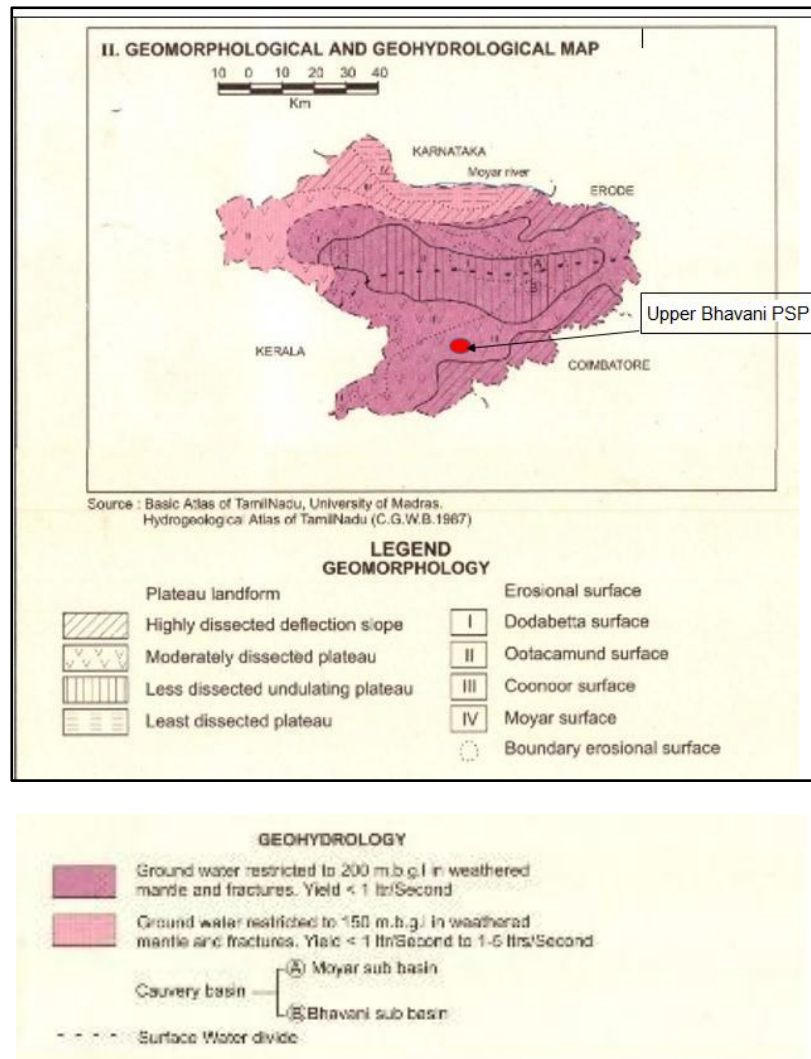 II. GEOMORPHOLOGICAL AND GEOHYDROLOGICAL MAP
10 0 10 20 30 40
Km
KARNATAKA
Moyar river
ERODE
IV
III
II
I
A
B
Upper Bhavani PSP
KERALA
COIMBATORE
Source : Basic Atlas of TamilNadu, University of Madras.
Hydrogeological Atlas of TamilNadu (C.G.W.B.1967)
LEGEND
GEOMORPHOLOGY
Plateau landform
Highly dissected deflection slope
Moderately dissected plateau
Less dissected undulating plateau
Least dissected plateau
Erosional surface
I Dodabetta surface
II Ootacamund surface
III Coonoor surface
IV Moyar surface
Boundary erosional surface
GEOHYDROLOGY
Ground water restricted to 200 m.b.g.l in weathered
mantle and fractures. Yield < 1 ltr/Second
Ground water restricted to 150 m.b.g.l in weathered
mantle and fractures. Yield < 1 ltr/Second to 1-5 ltrs/Second
Cauvery basin
A Moyar sub basin
B Bhavani sub basin
Surface Water divide